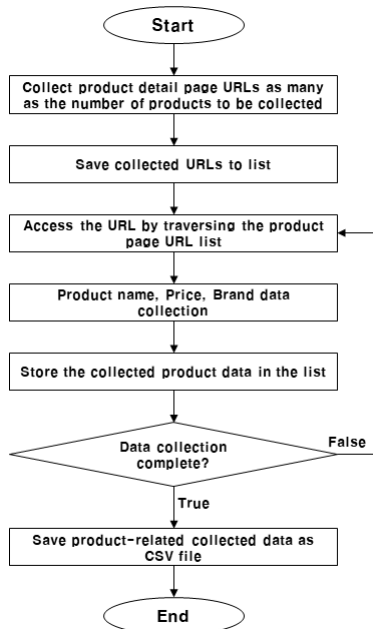 Start
Collect product detail page URLs as many
as the number of products to be collected
Save collected URLs to list
Access the URL by traversing the product
page URL list
Product name, Price, Brand data
collection
Store the collected product data in the list
Data collection
complete?
False
True
Save product-related collected data as
CSV file
End